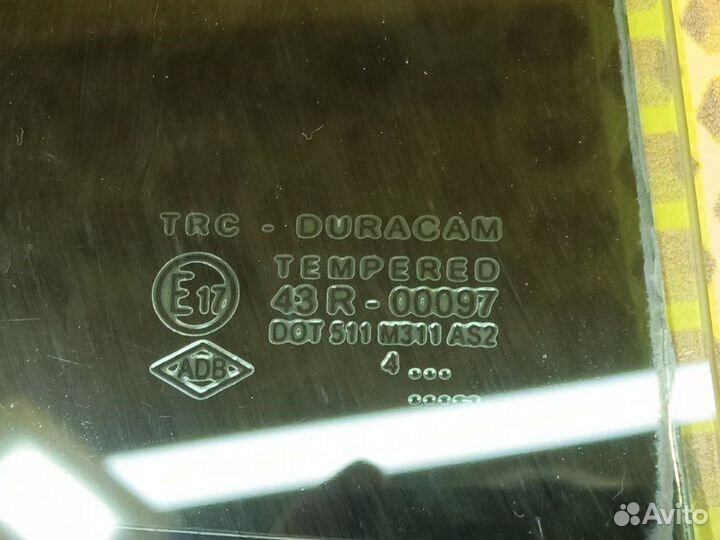 TRC - DURACAM
TEMPERED
E17
43 R - 00097
DOT 511 M311 AS2
ADB
4 ...
Avito